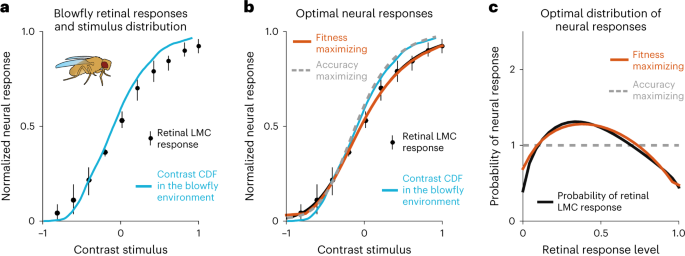 a
Blowfly retinal responses
and stimulus distribution
Normalized neural response
1.0
0.5
0
Retinal LMC
response
Contrast CDF
in the blowfly
environment
–1
0
1
Contrast stimulus
b
Optimal neural responses
Normalized neural response
1.0
0.5
0
Fitness
maximizing
Accuracy
maximizing
Retinal LMC
response
Contrast CDF
in the blowfly
environment
–1
0
1
Contrast stimulus
c
Optimal distribution of
neural responses
Probability of neural response
2
1
0
Fitness
maximizing
Accuracy
maximizing
Probability of retinal
LMC response
0
0.5
1.0
Retinal response level